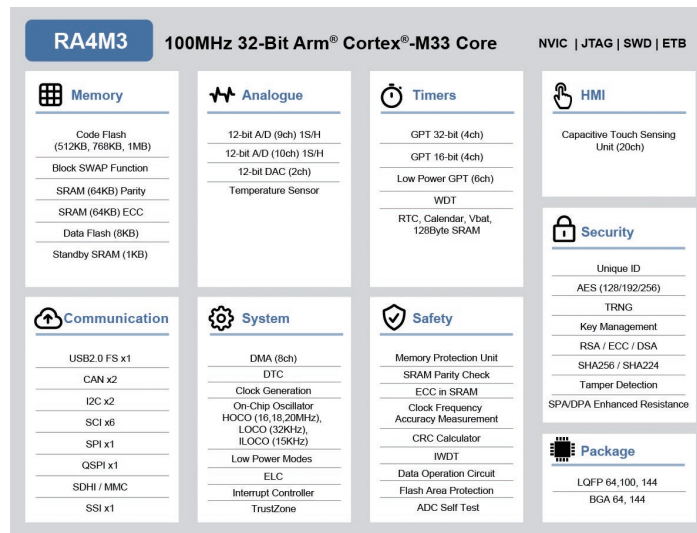 RA4M3
100MHz 32-Bit Arm® Cortex®-M33 Core
NVIC | JTAG | SWD | ETB
Memory
Code Flash
(512KB, 768KB, 1MB)
Block SWAP Function
SRAM (64KB) Parity
SRAM (64KB) ECC
Data Flash (8KB)
Standby SRAM (1KB)
Analogue
12-bit A/D (9ch) 1S/H
12-bit A/D (10ch) 1S/H
12-bit DAC (2ch)
Temperature Sensor
Timers
GPT 32-bit (4ch)
GPT 16-bit (4ch)
Low Power GPT (6ch)
WDT
RTC, Calendar, Vbat,
128Byte SRAM
HMI
Capacitive Touch Sensing
Unit (20ch)
Security
Unique ID
AES (128/192/256)
TRNG
Key Management
RSA / ECC / DSA
SHA256 / SHA224
Tamper Detection
SPA/DPA Enhanced Resistance
Communication
USB2.0 FS x1
CAN x2
I2C x2
SCI x6
SPI x1
QSPI x1
SDHI / MMC
SSI x1
System
DMA (8ch)
DTC
Clock Generation
On-Chip Oscillator
HOCO (16,18,20MHz),
LOCO (32KHz),
ILOCO (15KHz)
Low Power Modes
ELC
Interrupt Controller
TrustZone
Safety
Memory Protection Unit
SRAM Parity Check
ECC in SRAM
Clock Frequency
Accuracy Measurement
CRC Calculator
IWDT
Data Operation Circuit
Flash Area Protection
ADC Self Test
Package
LQFP 64,100, 144
BGA 64, 144